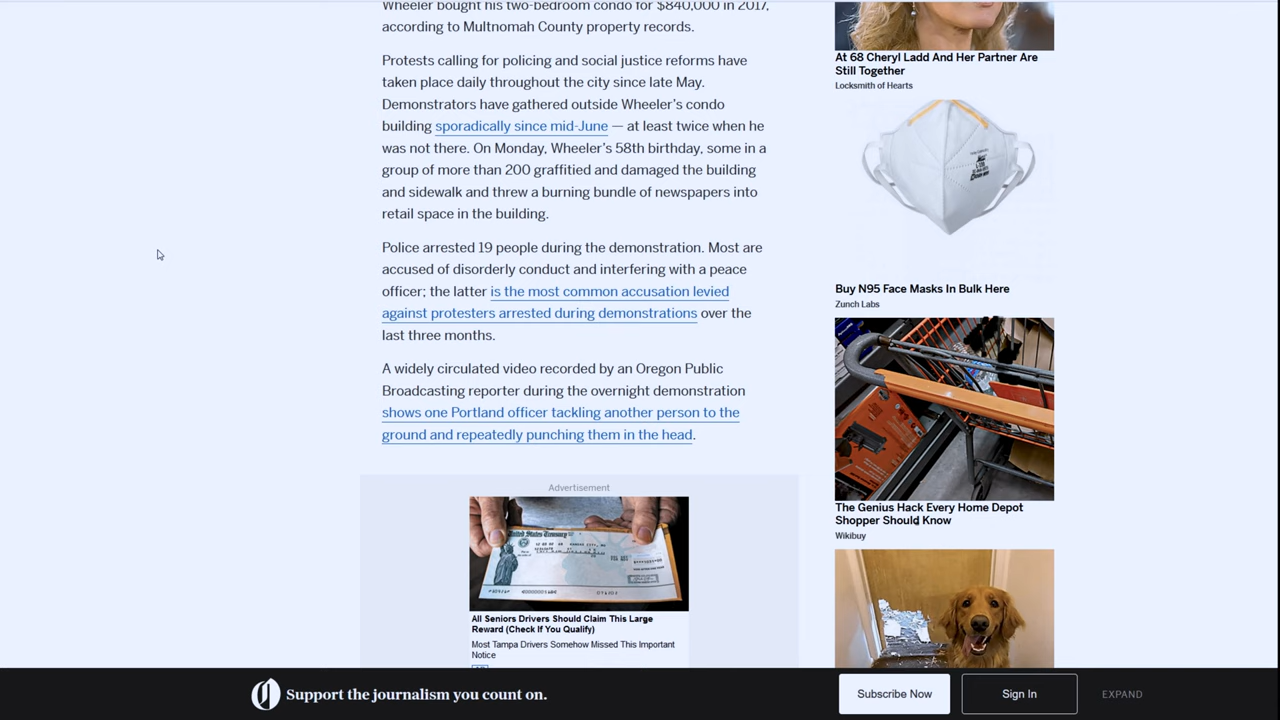 Wheeler bought his two-bedroom condo for $840,000 in 2017,
according to Multnomah County property records.
Protests calling for policing and social justice reforms have
taken place daily throughout the city since late May.
Demonstrators have gathered outside Wheeler's condo
building sporadically since mid-June — at least twice when he
was not there. On Monday, Wheeler's 58th birthday, some in a
group of more than 200 graffitied and damaged the building
and sidewalk and threw a burning bundle of newspapers into
retail space in the building.
Police arrested 19 people during the demonstration. Most are
accused of disorderly conduct and interfering with a peace
officer; the latter is the most common accusation levied
against protesters arrested during demonstrations over the
last three months.
A widely circulated video recorded by an Oregon Public
Broadcasting reporter during the overnight demonstration
shows one Portland officer tackling another person to the
ground and repeatedly punching them in the head.
Advertisement
United States Treasury
All Seniors Drivers Should Claim This Large
Reward (Check If You Qualify)
Most Tampa Drivers Somehow Missed This Important
Notice
At 68 Cheryl Ladd And Her Partner Are
Still Together
Locksmith of Hearts
Buy N95 Face Masks In Bulk Here
Zunch Labs
The Genius Hack Every Home Depot
Shopper Should Know
Wikibuy
Support the journalism you count on.
Subscribe Now
Sign In
EXPAND